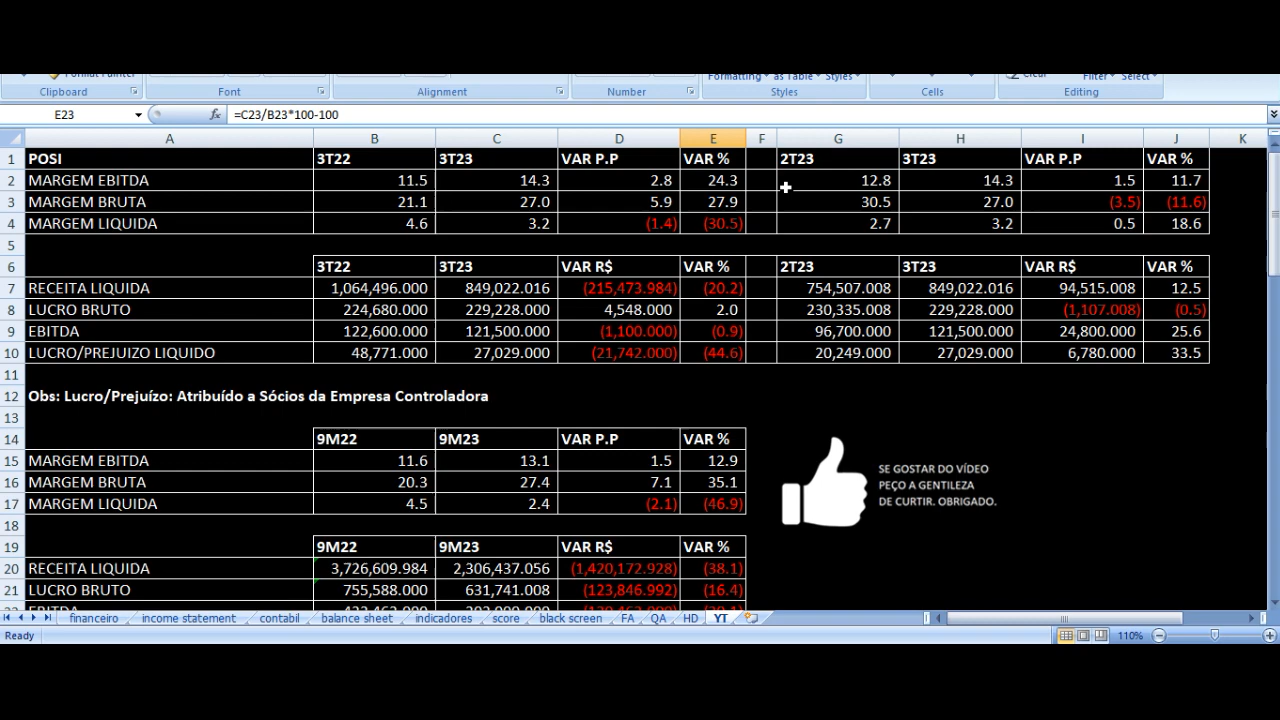 Format Painter
Formatting as Table Styles Clear Filter Select
Clipboard Font Alignment Number Styles Cells Editing
E23 fx =C23/B23*100-100
A B C D E F G H I J K
1 POSI 3T22 3T23 VAR P.P VAR % 2T23 3T23 VAR P.P VAR %
2 MARGEM EBITDA 11.5 14.3 2.8 24.3 12.8 14.3 1.5 11.7
3 MARGEM BRUTA 21.1 27.0 5.9 27.9 30.5 27.0 (3.5) (11.6)
4 MARGEM LIQUIDA 4.6 3.2 (1.4) (30.5) 2.7 3.2 0.5 18.6
5
6 3T22 3T23 VAR R$ VAR % 2T23 3T23 VAR R$ VAR %
7 RECEITA LIQUIDA 1,064,496.000 849,022.016 (215,473.984) (20.2) 754,507.008 849,022.016 94,515.008 12.5
8 LUCRO BRUTO 224,680.000 229,228.000 4,548.000 2.0 230,335.008 229,228.000 (1,107.008) (0.5)
9 EBITDA 122,600.000 121,500.000 (1,100.000) (0.9) 96,700.000 121,500.000 24,800.000 25.6
10 LUCRO/PREJUIZO LIQUIDO 48,771.000 27,029.000 (21,742.000) (44.6) 20,249.000 27,029.000 6,780.000 33.5
11
12 Obs: Lucro/Prejuízo: Atribuído a Sócios da Empresa Controladora
13
14 9M22 9M23 VAR P.P VAR %
15 MARGEM EBITDA 11.6 13.1 1.5 12.9
16 MARGEM BRUTA 20.3 27.4 7.1 35.1
17 MARGEM LIQUIDA 4.5 2.4 (2.1) (46.9)
SE GOSTAR DO VÍDEO
PEÇO A GENTILEZA
DE CURTIR. OBRIGADO.
18
19 9M22 9M23 VAR R$ VAR %
20 RECEITA LIQUIDA 3,726,609.984 2,306,437.056 (1,420,172.928) (38.1)
21 LUCRO BRUTO 755,588.000 631,741.008 (123,846.992) (16.4)
EBITDA
financeiro income statement contabil balance sheet indicadores score black screen FA QA HD YT
Ready 110%